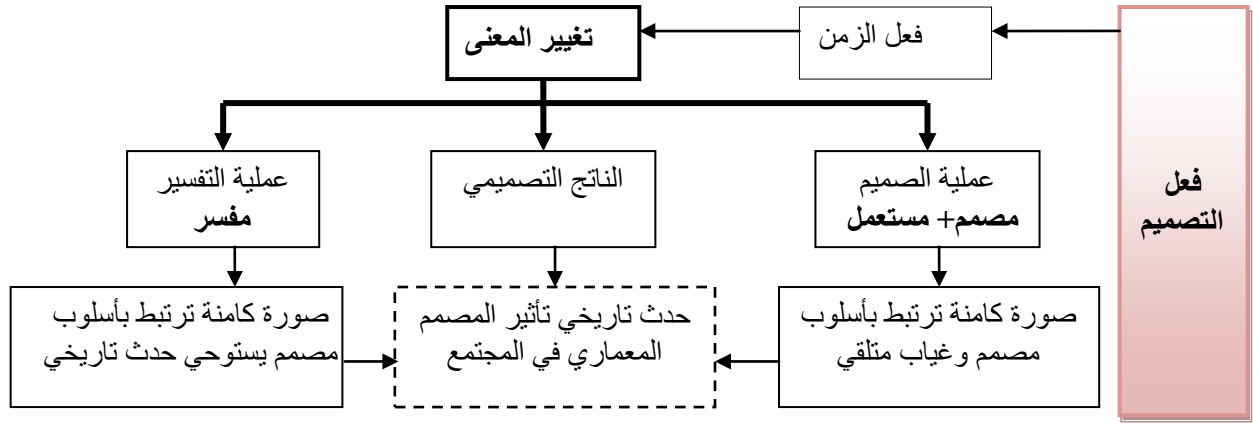 فعل
التصميم
فعل الزمن
تغيير المعنى
عملية الصميم
مصمم+ مستعمل
الناتج التصميمي
عملية التفسير
مفسر
صورة كامنة ترتبط بأسلوب
مصمم وغياب متلقي
حدث تاريخي تأثير المصمم
المعماري في المجتمع
صورة كامنة ترتبط بأسلوب
مصمم يستوحي حدث تاريخي